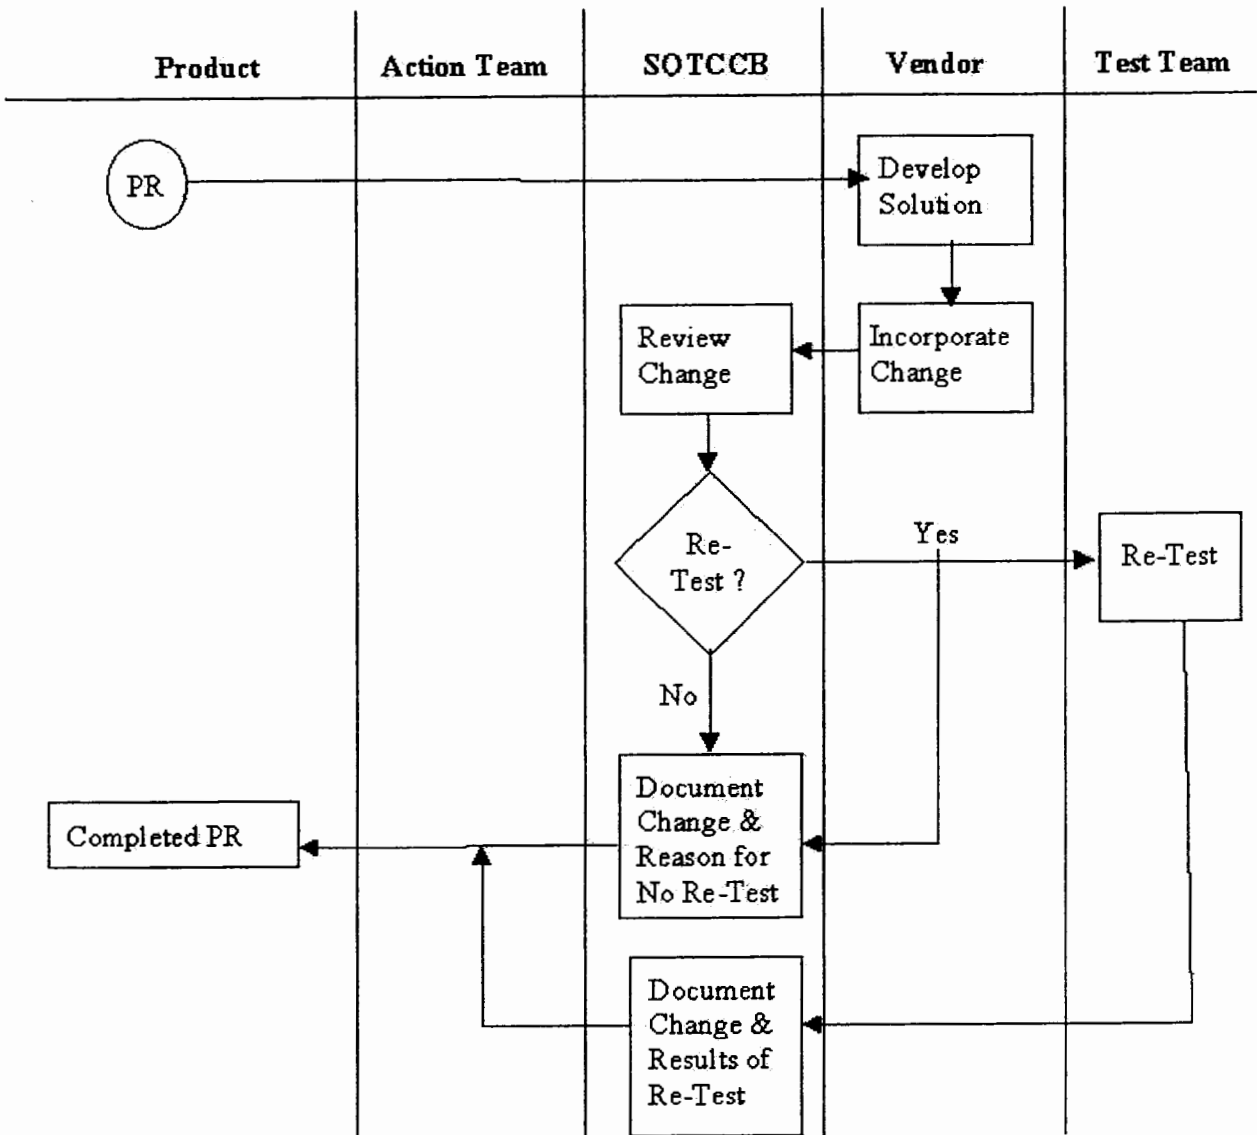 Product
Action Team
SOTCCB
Vendor
Test Team
PR
Develop
Solution
Review
Change
Incorporate
Change
Re-
Test ?
Yes
Re-Test
No
Document
Change &
Reason for
No Re-Test
Completed PR
Document
Change &
Results of
Re-Test